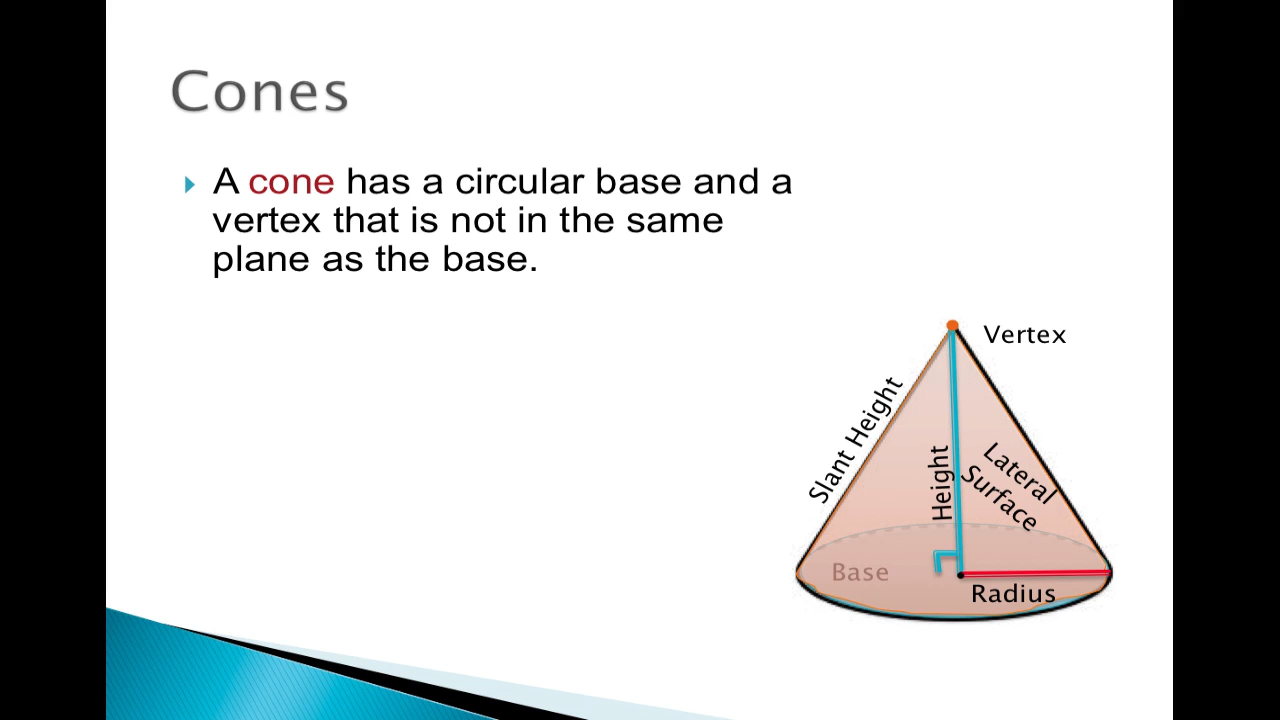 Cones
A cone has a circular base and a
vertex that is not in the same
plane as the base.
Vertex
Slant Height
Height
Lateral
Surface
Base
Radius